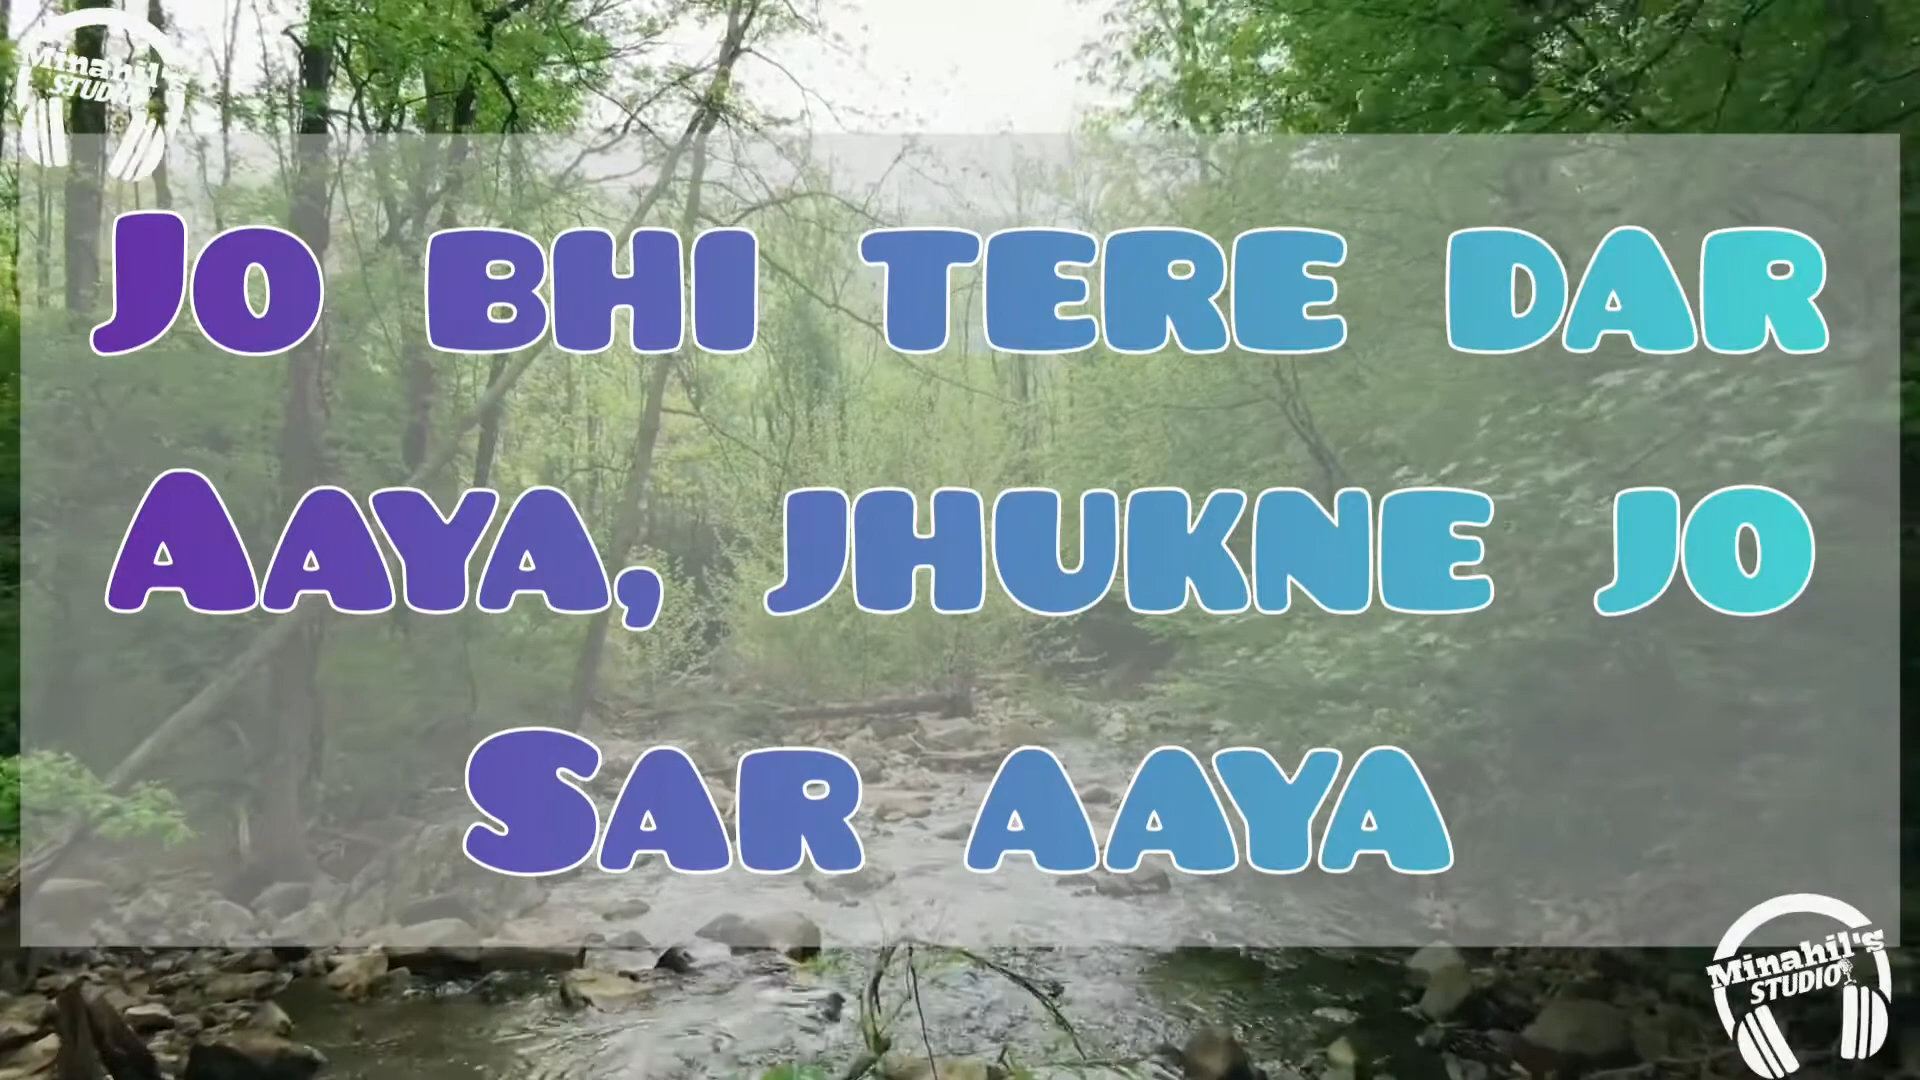 Minahil's
STUDIO
Jo bhi tere dar
Aaya, jhukne jo
Sar aaya
Minahil's
STUDIO